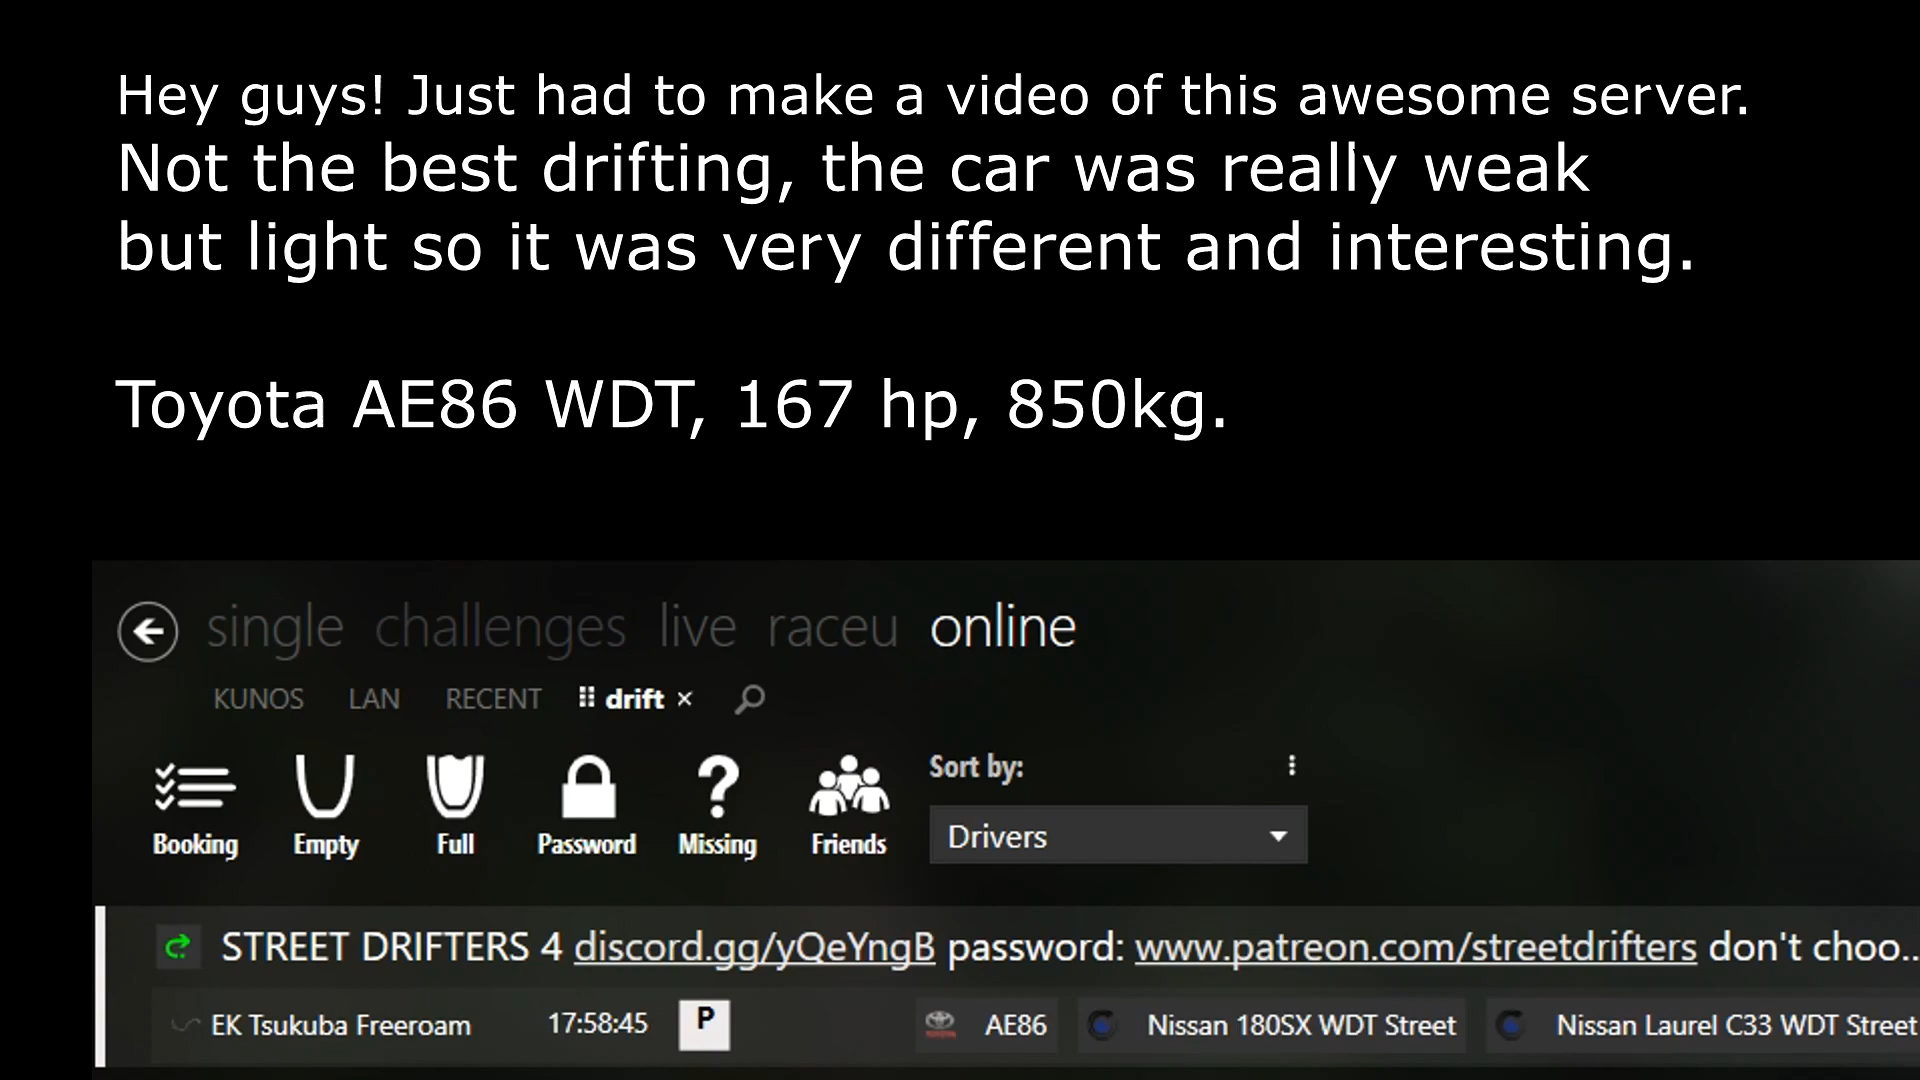 Hey guys! Just had to make a video of this awesome server.
Not the best drifting, the car was really weak
but light so it was very different and interesting.
Toyota AE86 WDT, 167 hp, 850kg.
single challenges live raceu online
KUNOS LAN RECENT drift ×
Booking Empty Full Password Missing Friends
Sort by:
Drivers
STREET DRIFTERS 4 discord.gg/yQeYngB password: www.patreon.com/streetdrifters don't choo...
EK Tsukuba Freeroam 17:58:45 P AE86 Nissan 180SX WDT Street Nissan Laurel C33 WDT Street